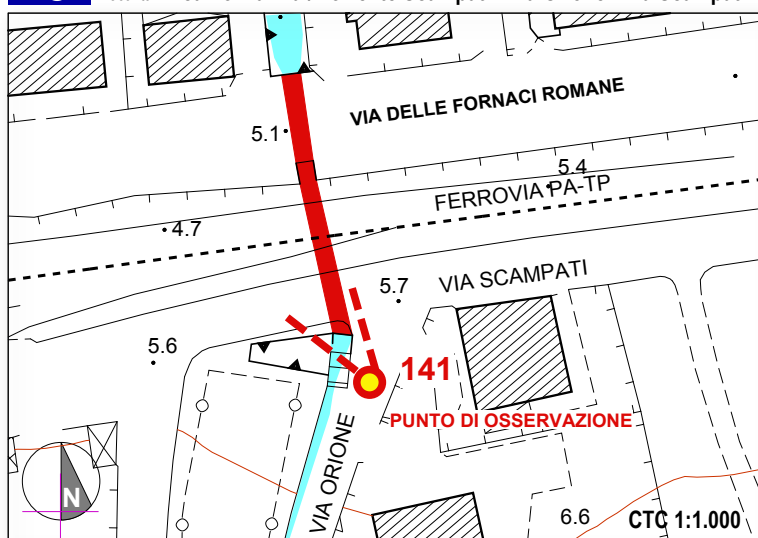 VIA DELLE FORNACI ROMANE
5.1
5.4
FERROVIA PA-TP
4.7
5.7
VIA SCAMPATI
5.6
141
PUNTO DI OSSERVAZIONE
VIA ORIONE
N
6.6
CTC 1:1.000